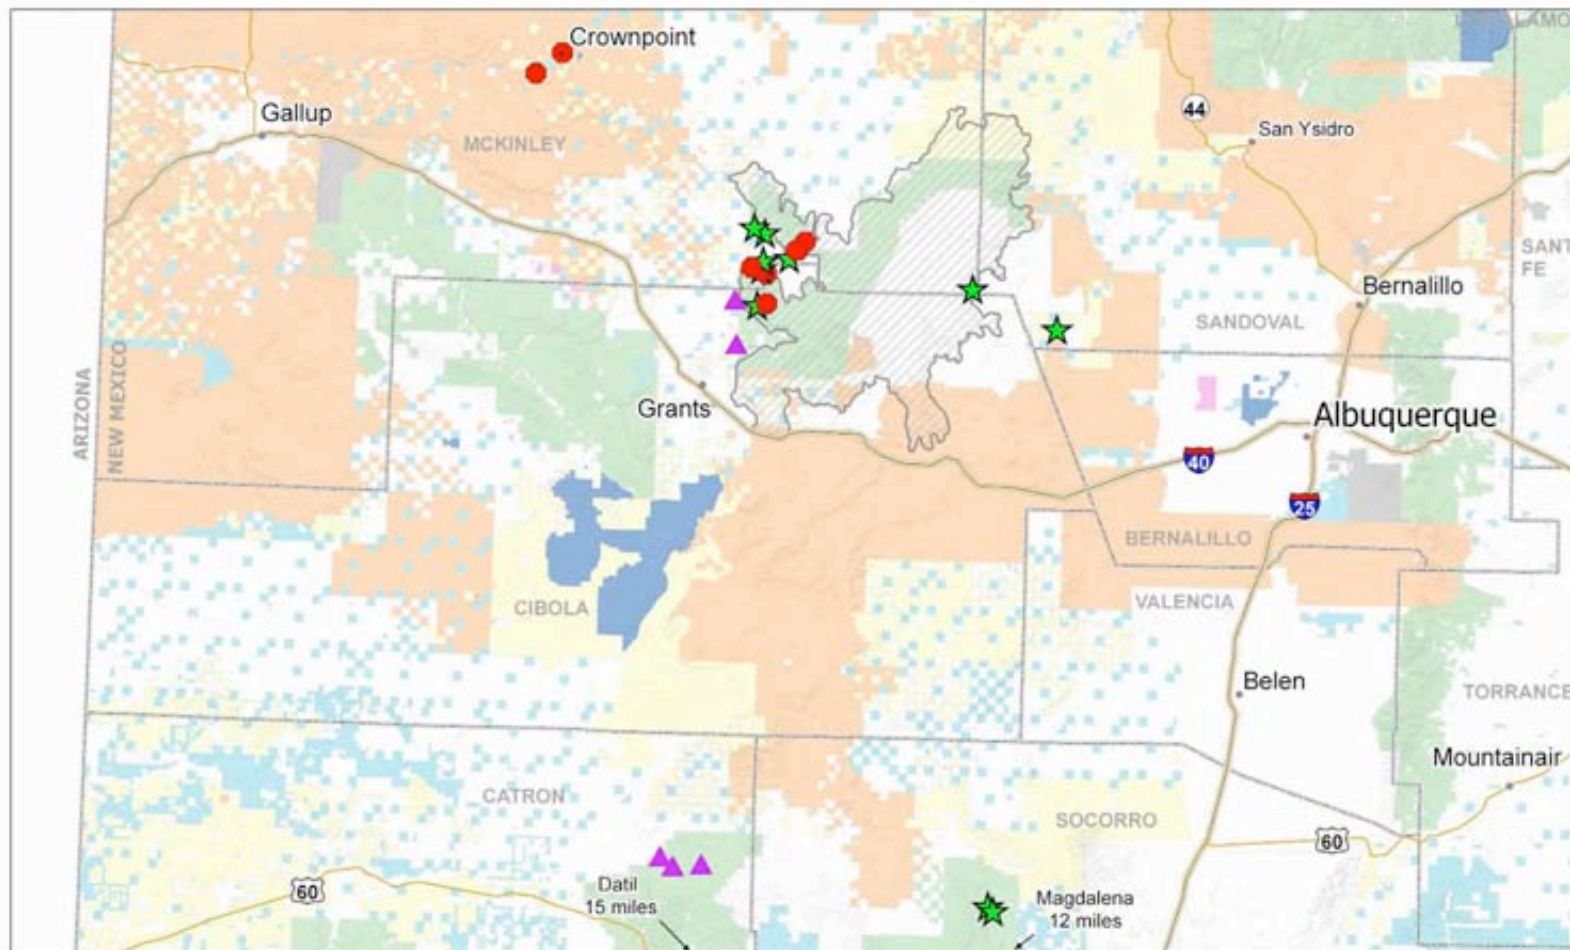 LAMO
Crownpoint
44
Gallup
San Ysidro
MCKINLEY
SANT
FE
Bernalillo
SANDOVAL
ARIZONA
NEW MEXICO
Grants
Albuquerque
40
25
BERNALILLO
CIBOLA
VALENCIA
Belen
TORRANCE
Mountainair
CATRON
SOCORRO
60
60
Datil
15 miles
Magdalena
12 miles